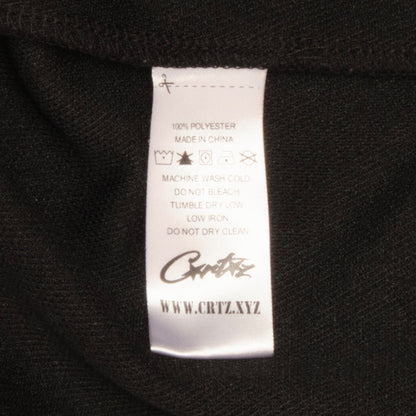 100% POLYESTER
MADE IN CHINA
MACHINE WASH COLD
DO NOT BLEACH
TUMBLE DRY LOW
LOW IRON
DO NOT DRY CLEAN
Crtz
WWW.CRTZ.XYZ